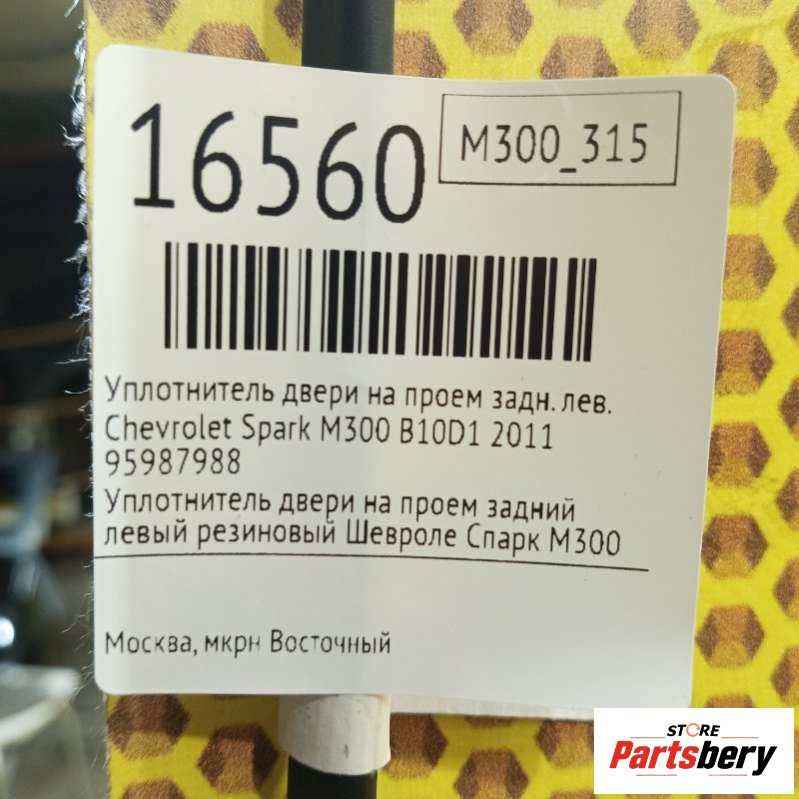 16560
M300_315
Уплотнитель двери на проем задн. лев.
Chevrolet Spark M300 B10D1 2011
95987988
Уплотнитель двери на проем задний
левый резиновый Шевроле Спарк М300
Москва, мкрн Восточный
STORE
Partsbery